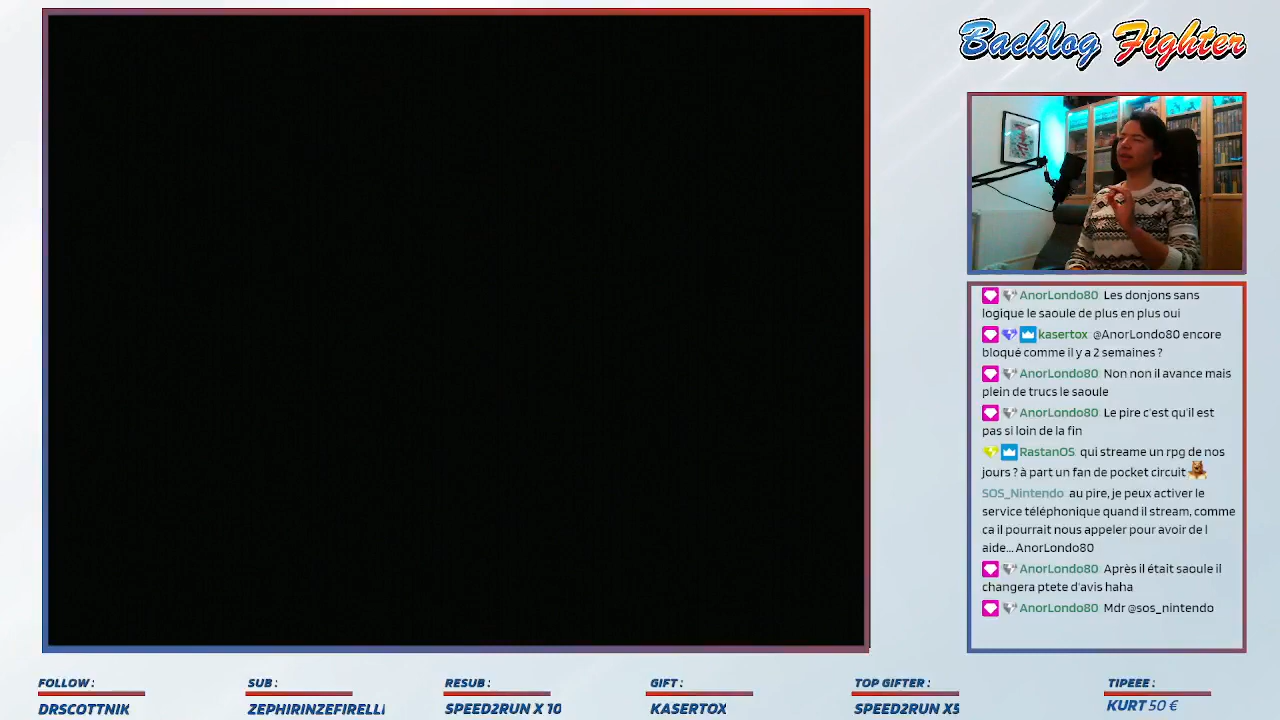 Backlog Fighter
AnorLondo80 Les donjons sans
logique le saoule de plus en plus oui
kasertox @AnorLondo80 encore
bloqué comme il y a 2 semaines ?
AnorLondo80 Non non il avance mais
plein de trucs le saoule
AnorLondo80 Le pire c'est qu'il est
pas si loin de la fin
RastanOS qui streame un rpg de nos
jours ? à part un fan de pocket circuit
SOS_Nintendo au pire, je peux activer le
service téléphonique quand il stream, comme
ca il pourrait nous appeler pour avoir de l
aide... AnorLondo80
AnorLondo80 Après il était saoule il
changera ptete d'avis haha
AnorLondo80 Mdr @sos_nintendo
FOLLOW :
DRSCOTTNIK
SUB :
ZEPHIRINZEFIRELLI
RESUB :
SPEED2RUN X 10
GIFT :
KASERTOX
TOP GIFTER :
SPEED2RUN X5
TIPEEE :
KURT 50 €